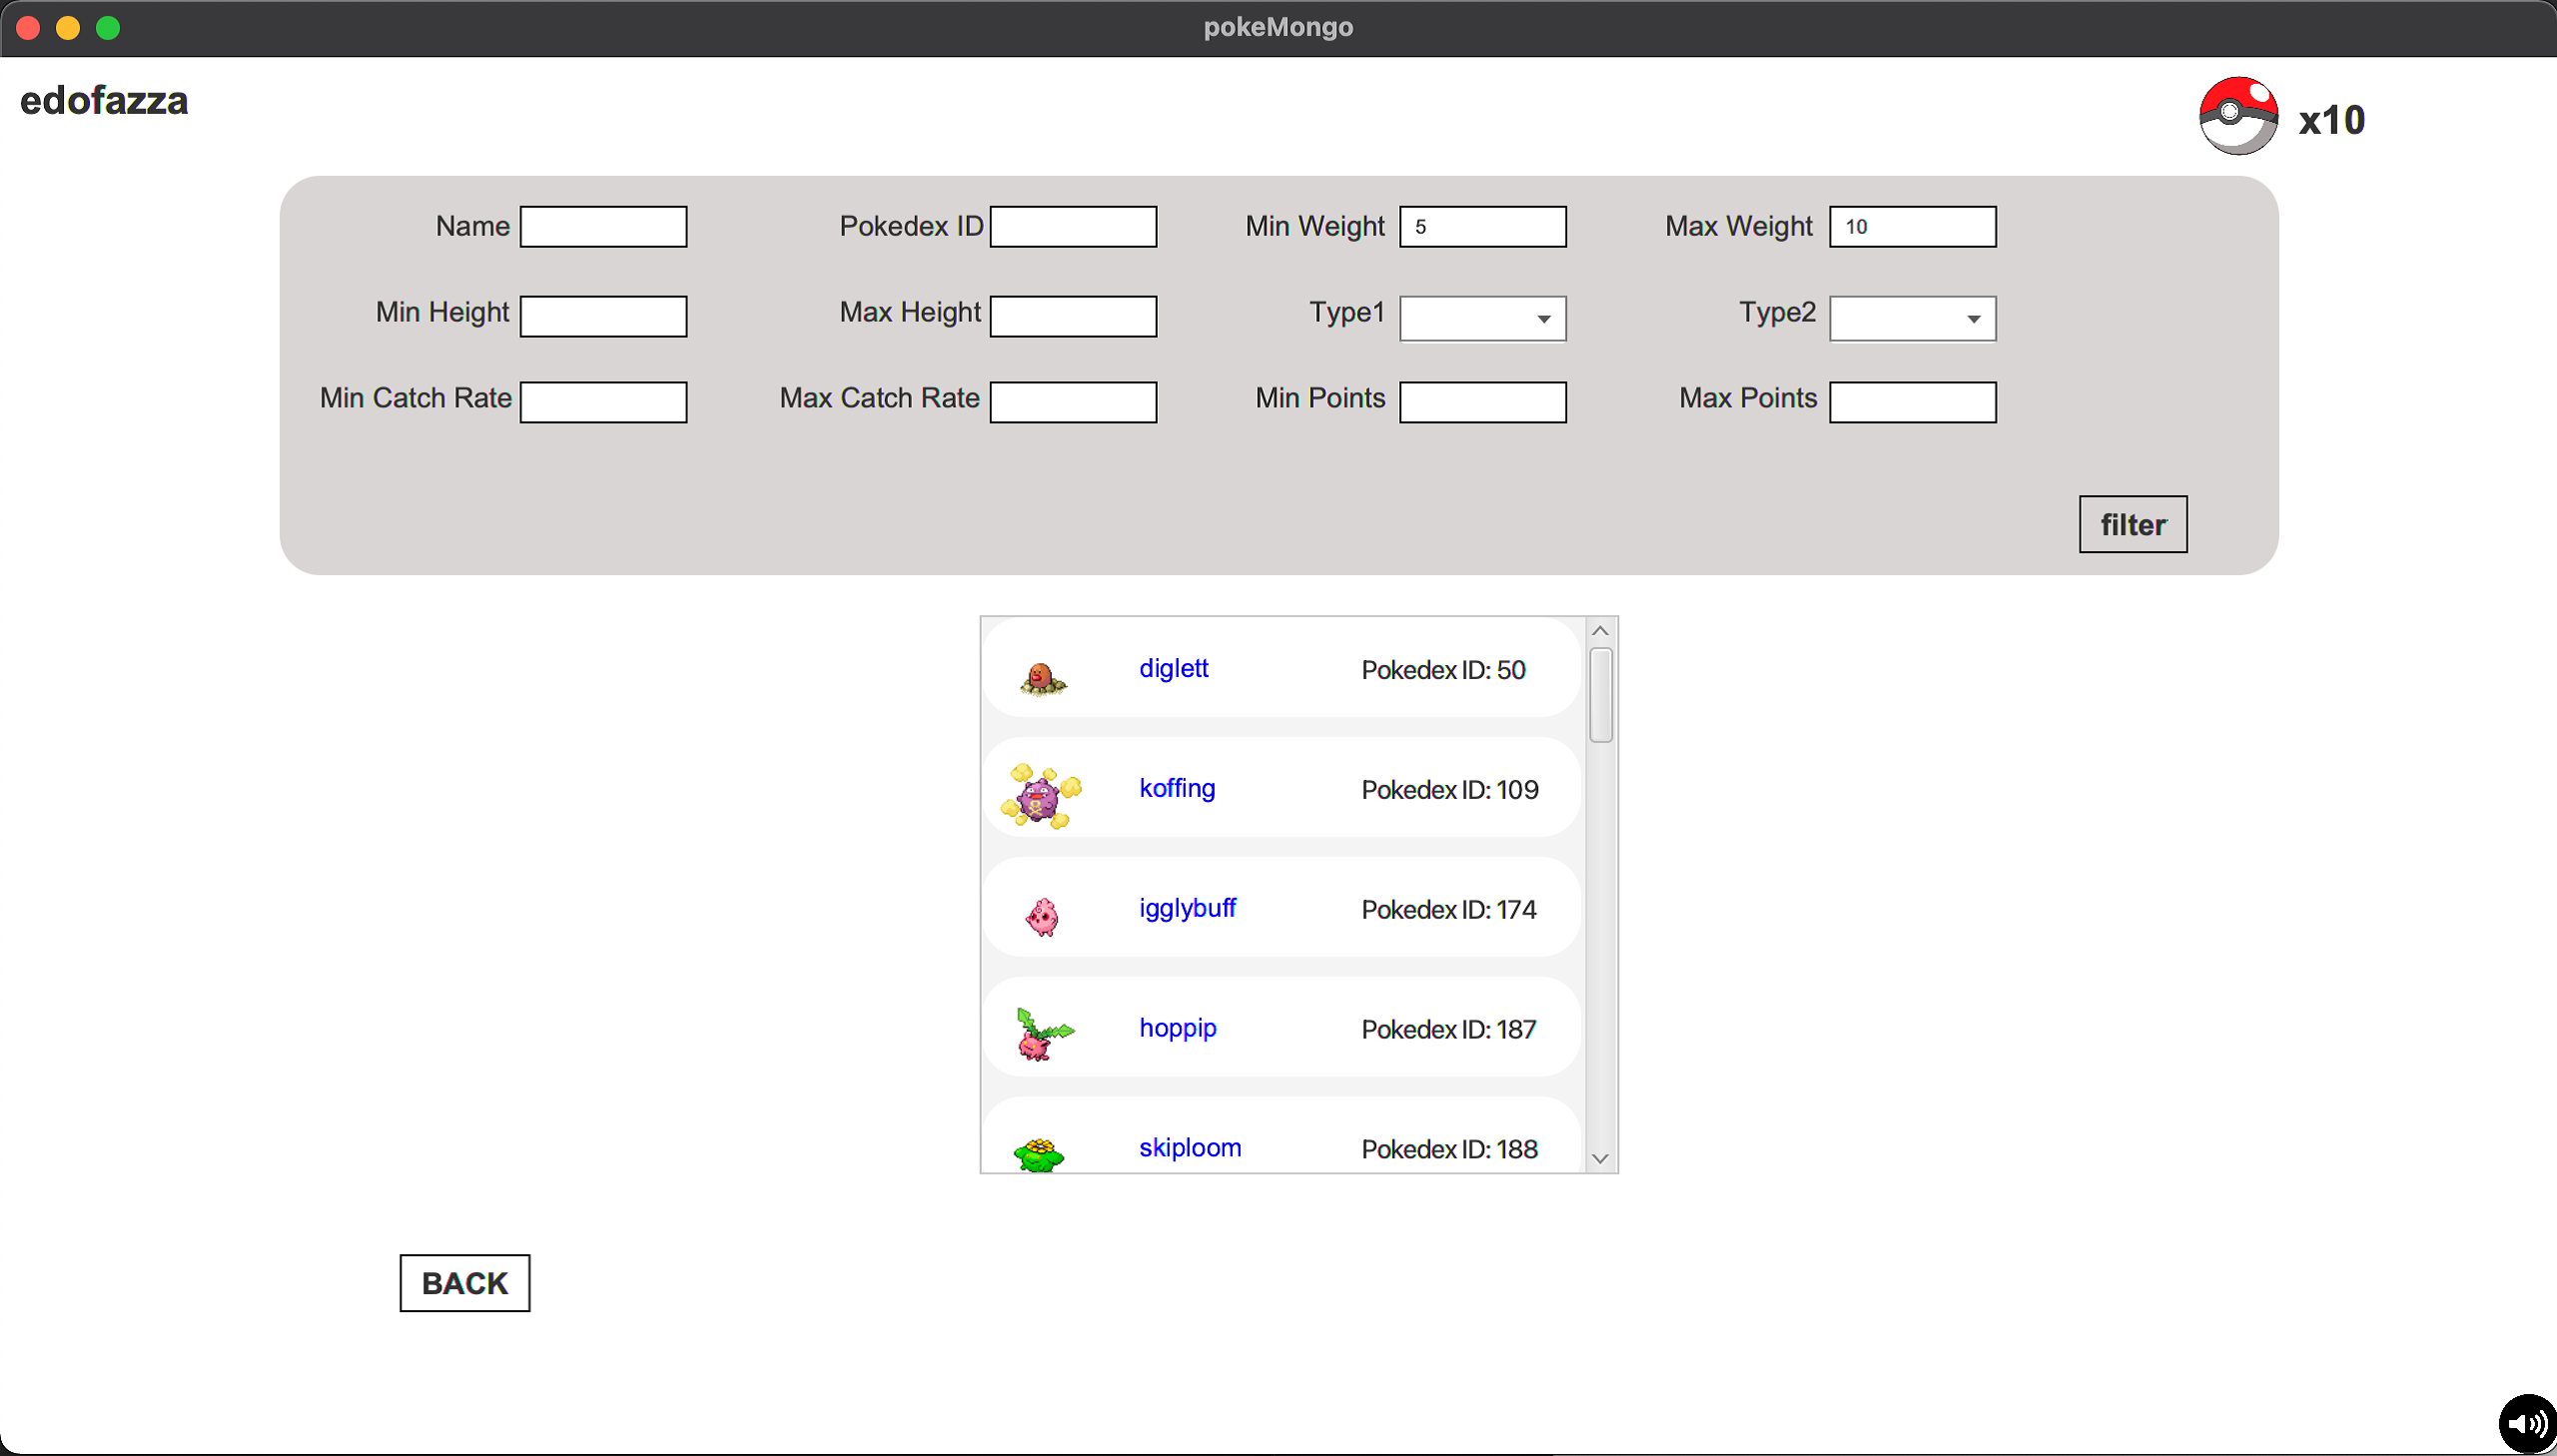 pokeMongo
edofazza
x10
Name
Pokedex ID
Min Weight 5
Max Weight 10
Min Height
Max Height
Type1
Type2
Min Catch Rate
Max Catch Rate
Min Points
Max Points
filter
diglett Pokedex ID: 50
koffing Pokedex ID: 109
igglybuff Pokedex ID: 174
hoppip Pokedex ID: 187
skiploom Pokedex ID: 188
BACK